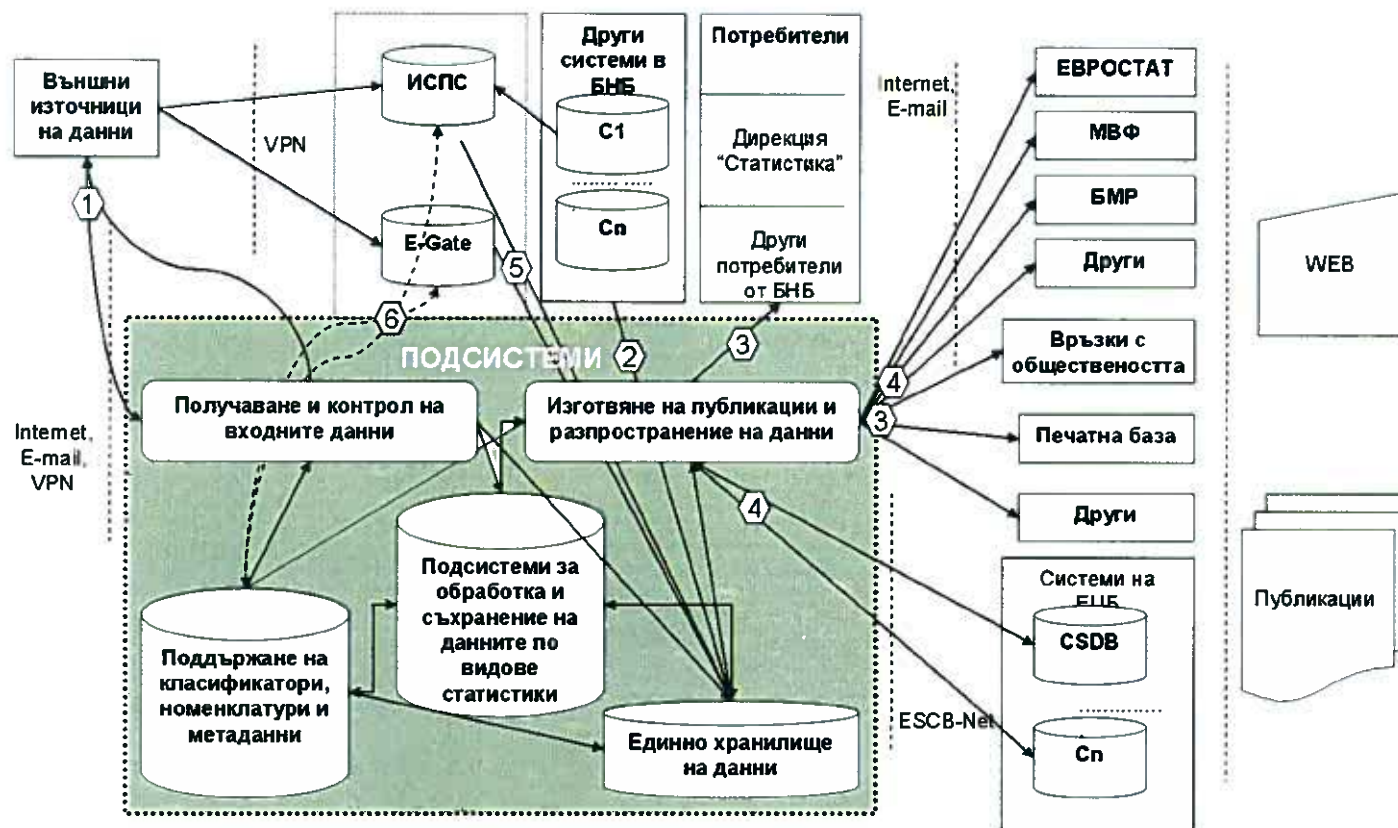 Външни
източници
на данни
VPN
ИСПС
E-Gate
Други
системи в
БНБ
C1
Cn
Потребители
Дирекция
"Статистика"
Други
потребители
от БНБ
Internet,
E-mail
ЕВРОСТАТ
МВФ
БМР
Други
Връзки с
обществеността
Печатна база
Други
WEB
Публикации
1
5
6
2
3
4
3
4
ПОДСИСТЕМИ
Получаване и контрол на
входните данни
Изготвяне на публикации и
разпространение на данни
Internet,
E-mail,
VPN
Подсистеми за
обработка и
съхранение на
данните по
видове
статистики
Поддържане на
класификатори,
номенклатури и
метаданни
Единно хранилище
на данни
ESCB-Net
Системи на
ЕЦБ
CSDB
Cn